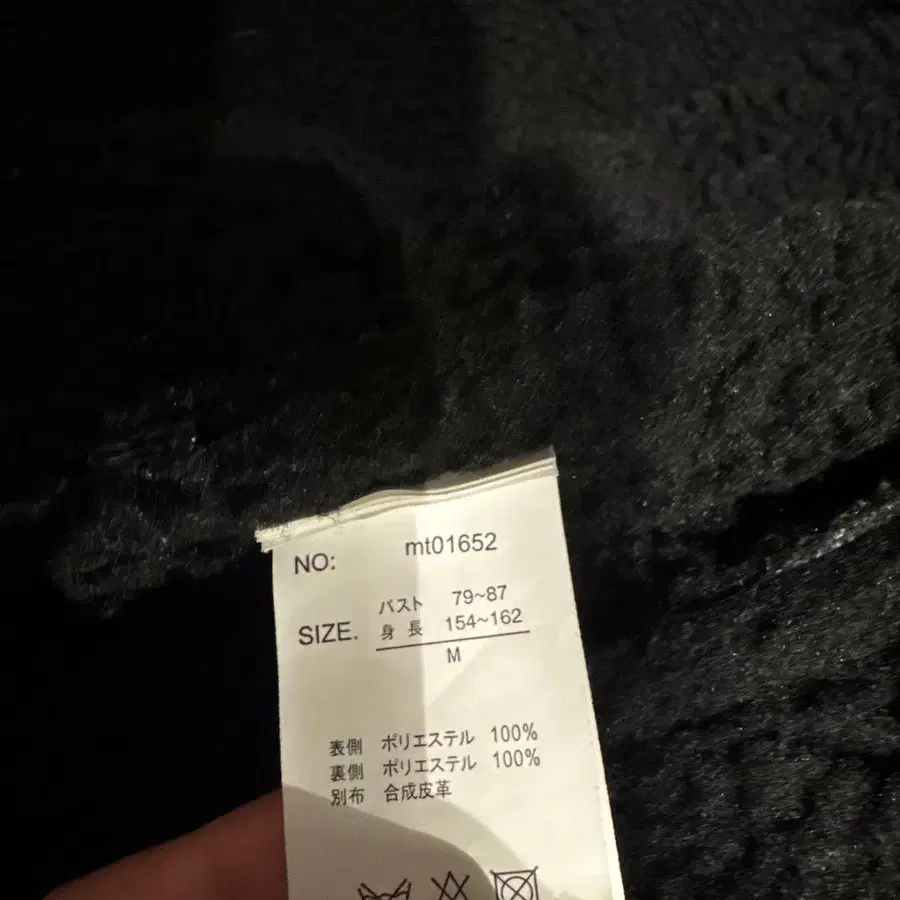 NO: mt01652
バスト 79~87
SIZE. 身長 154~162
M
表側 ポリエステル 100%
裏側 ポリエステル 100%
別布 合成皮革